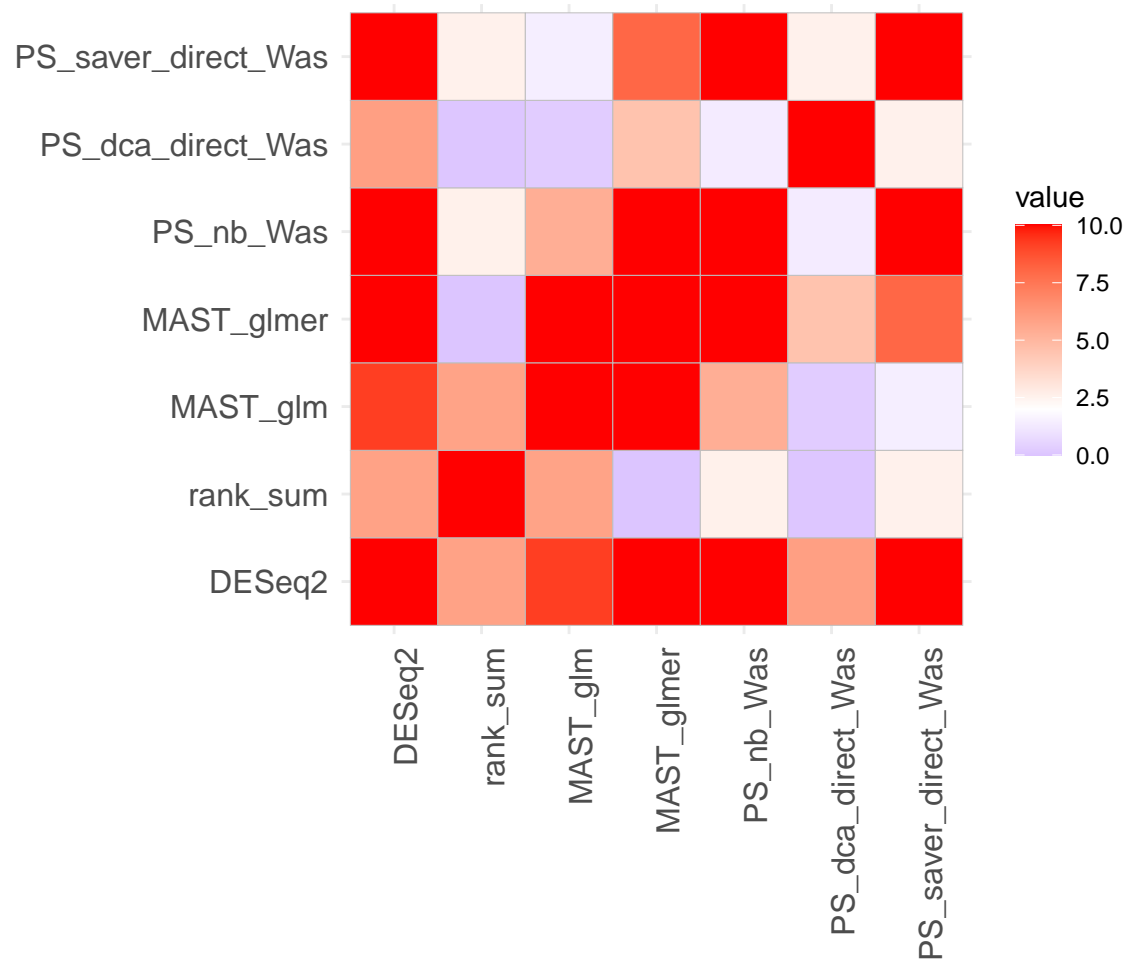 PS_saver_direct_Was
PS_dca_direct_Was
PS_nb_Was
MAST_glmer
MAST_glm
rank_sum
DESeq2
DESeq2
rank_sum
MAST_glm
MAST_glmer
PS_nb_Was
PS_dca_direct_Was
PS_saver_direct_Was
value
10.0
7.5
5.0
2.5
0.0